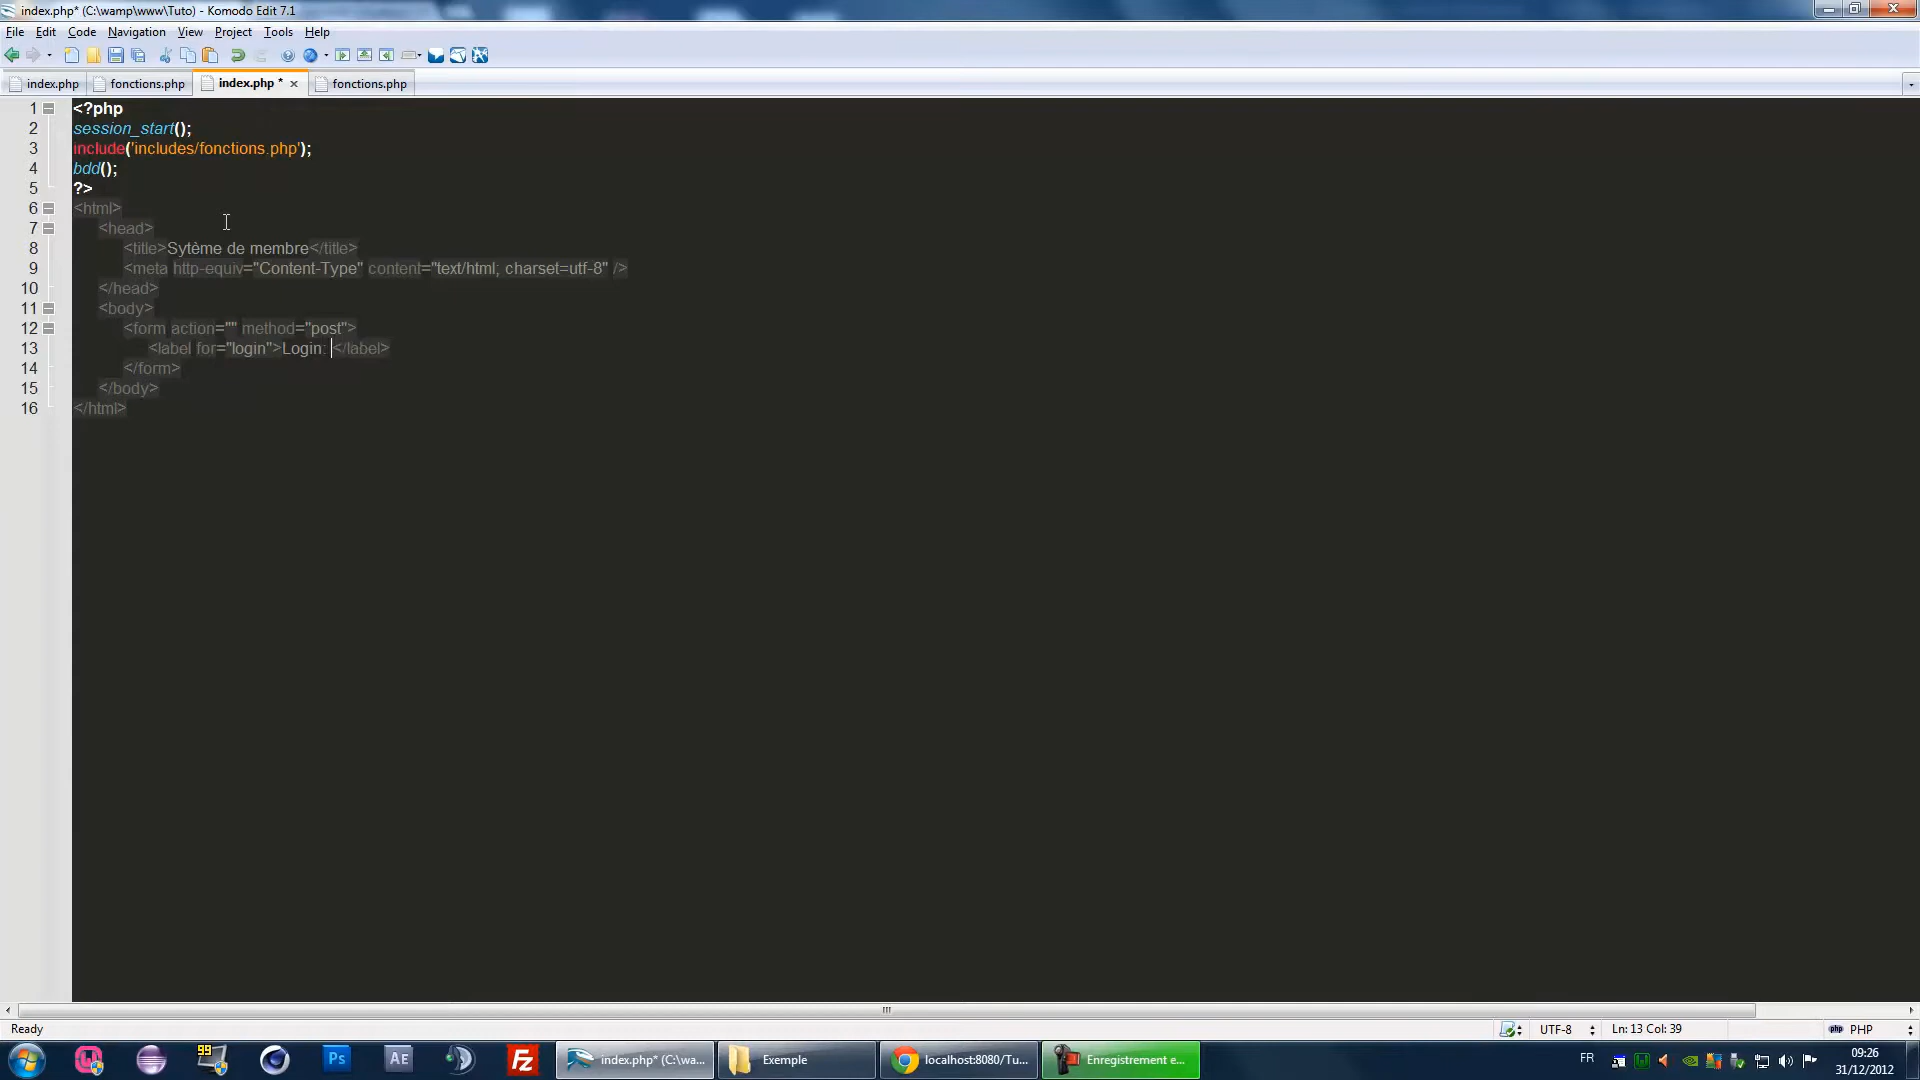 index.php* (C:\wamp\www\Tuto) - Komodo Edit 7.1
File Edit Code Navigation View Project Tools Help
index.php fonctions.php index.php * fonctions.php
1 <?php
2 session_start();
3 include('includes/fonctions.php');
4 bdd();
5 ?>
6 <html>
7 <head>
8 <title>Sytème de membre</title>
9 <meta http-equiv="Content-Type" content="text/html; charset=utf-8" />
10 </head>
11 <body>
12 <form action="" method="post">
13 <label for="login">Login: </label>
14 </form>
15 </body>
16 </html>
Ready UTF-8 Ln: 13 Col: 39 php PHP
99 Ps AE Fz index.php* (C:\wa... Exemple localhost:8080/Tu... Enregistrement e... FR 09:26
31/12/2012